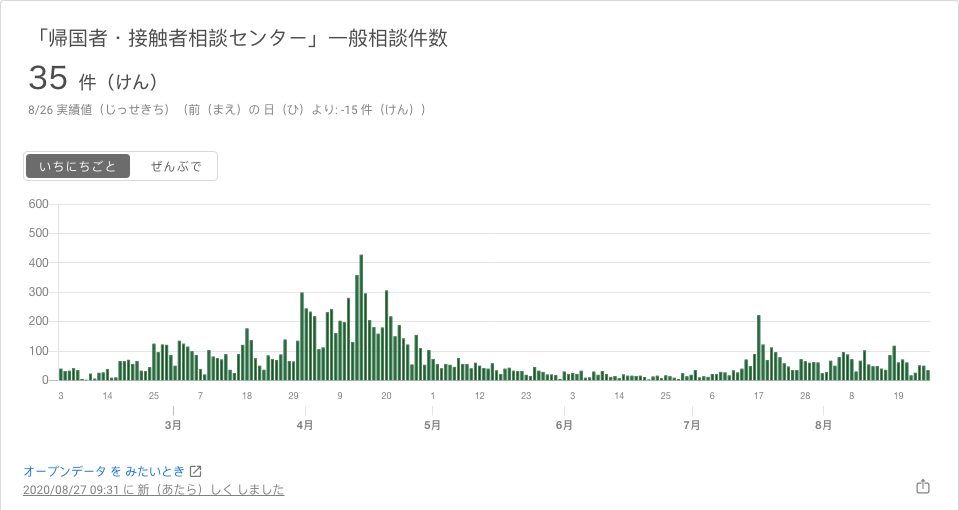 「帰国者・接触者相談センター」一般相談件数
35 件（けん）
8/26 実績値（じっせきち）（前（まえ）の 日（ひ）より: -15 件（けん））
いちにちごと ぜんぶで
600
500
400
300
200
100
0
3 14 25 7 18 29 9 20 1 12 23 3 14 25 6 17 28 8 19
3月 4月 5月 6月 7月 8月
オープンデータ を みたいとき
2020/08/27 09:31 に 新（あたら）しく しました